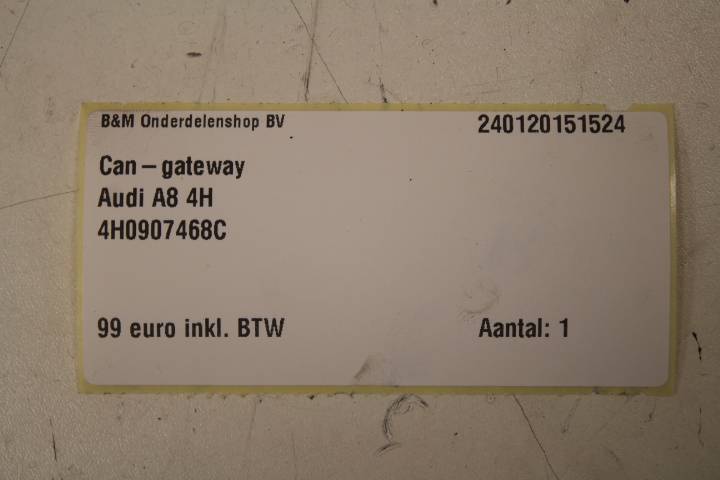 B&M Onderdelenshop BV 240120151524
Can-gateway
Audi A8 4H
4H0907468C
99 euro inkl. BTW Aantal: 1